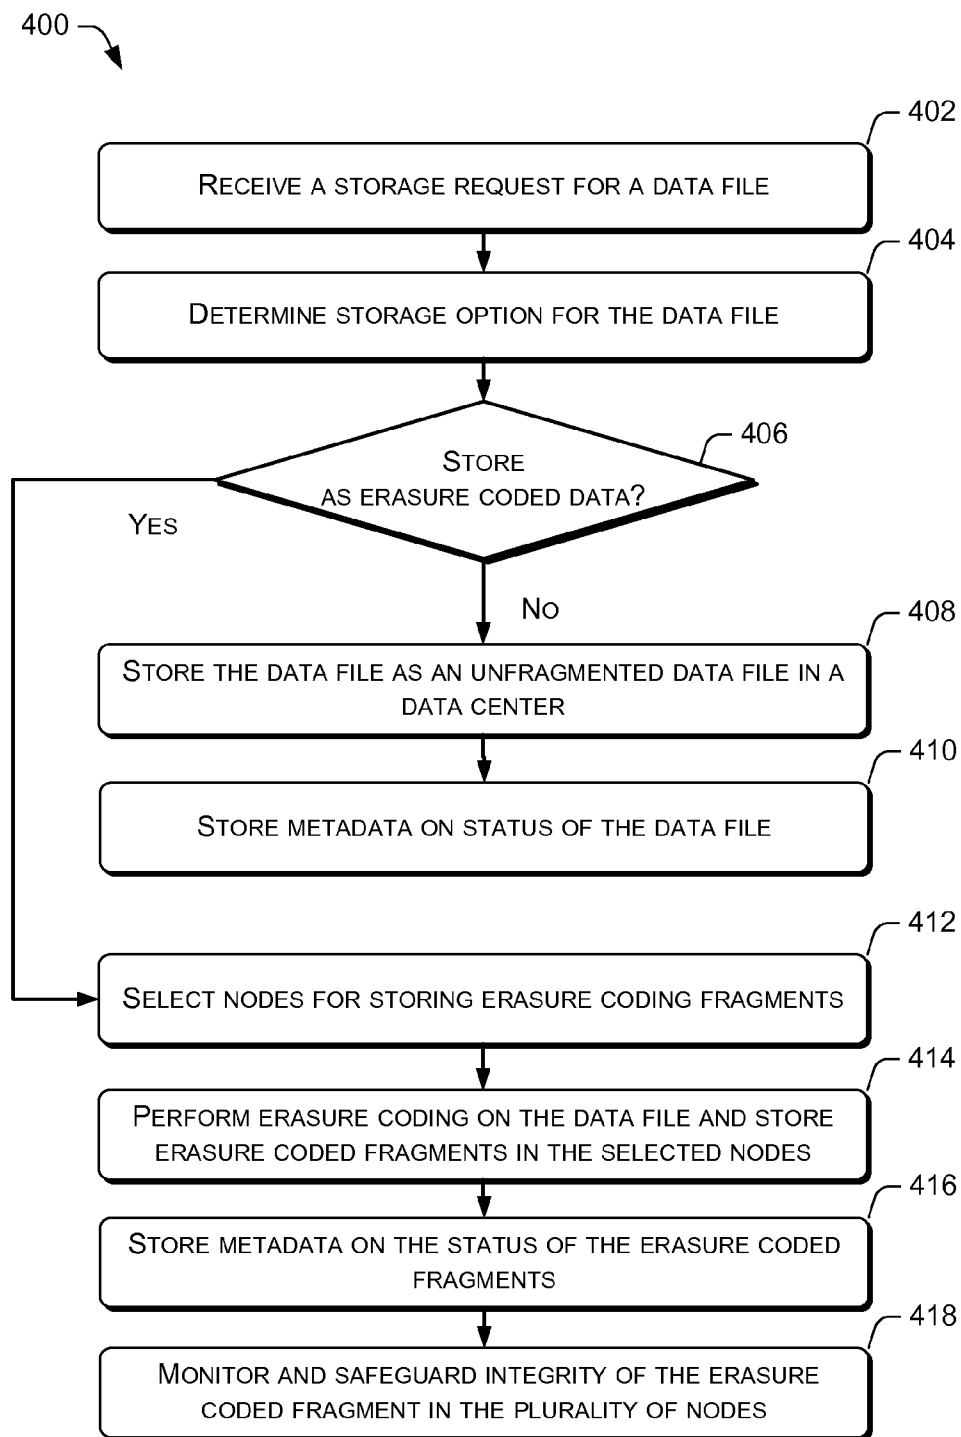 400
402
RECEIVE A STORAGE REQUEST FOR A DATA FILE
404
DETERMINE STORAGE OPTION FOR THE DATA FILE
406
STORE
AS ERASURE CODED DATA?
YES
NO
408
STORE THE DATA FILE AS AN UNFRAGMENTED DATA FILE IN A
DATA CENTER
410
STORE METADATA ON STATUS OF THE DATA FILE
412
SELECT NODES FOR STORING ERASURE CODING FRAGMENTS
414
PERFORM ERASURE CODING ON THE DATA FILE AND STORE
ERASURE CODED FRAGMENTS IN THE SELECTED NODES
416
STORE METADATA ON THE STATUS OF THE ERASURE CODED
FRAGMENTS
418
MONITOR AND SAFEGUARD INTEGRITY OF THE ERASURE
CODED FRAGMENT IN THE PLURALITY OF NODES